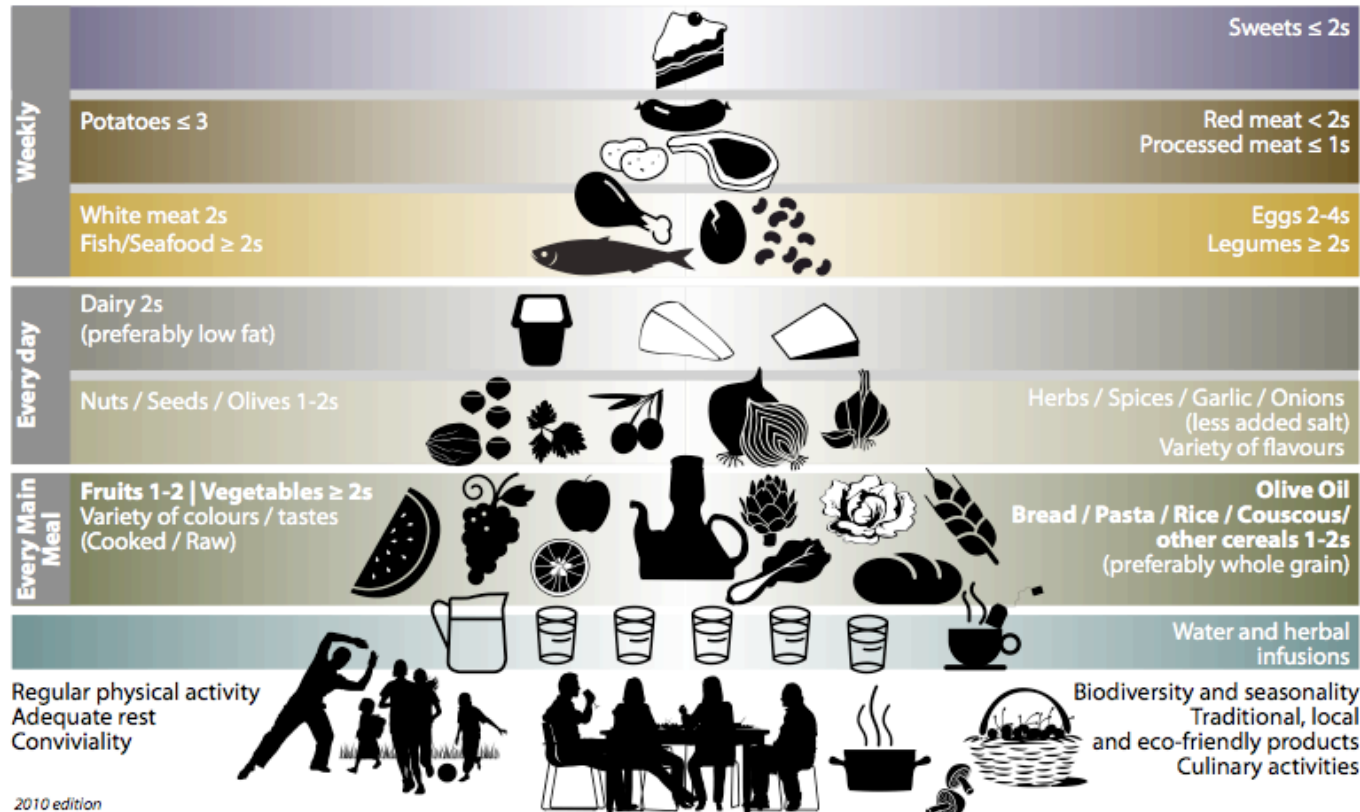 Weekly
Sweets ≤ 2s
Potatoes ≤ 3
Red meat < 2s
Processed meat ≤ 1s
White meat 2s
Fish/Seafood ≥ 2s
Eggs 2-4s
Legumes ≥ 2s
Every day
Dairy 2s
(preferably low fat)
Nuts / Seeds / Olives 1-2s
Herbs / Spices / Garlic / Onions
(less added salt)
Variety of flavours
Every Main
Meal
Fruits 1-2 | Vegetables ≥ 2s
Variety of colours / tastes
(Cooked / Raw)
Olive Oil
Bread / Pasta / Rice / Couscous/
other cereals 1-2s
(preferably whole grain)
Water and herbal
infusions
Regular physical activity
Adequate rest
Conviviality
Biodiversity and seasonality
Traditional, local
and eco-friendly products
Culinary activities
2010 edition